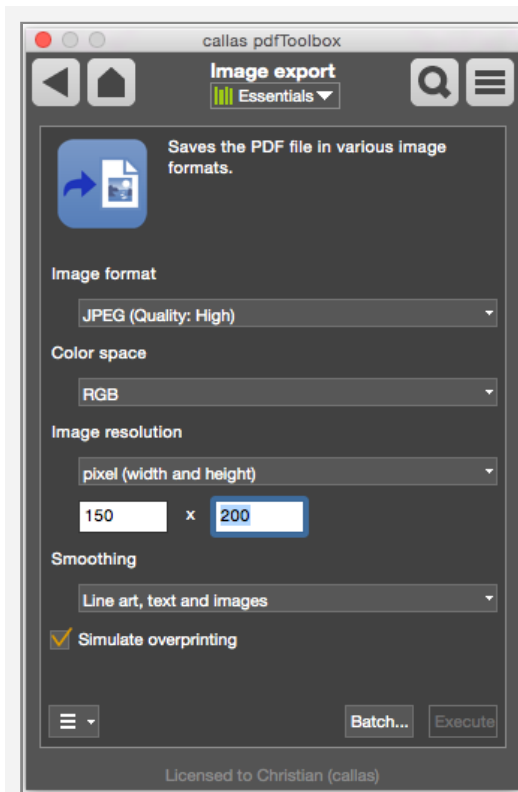 callas pdfToolbox
Image export
Essentials
Saves the PDF file in various image
formats.
Image format
JPEG (Quality: High)
Color space
RGB
Image resolution
pixel (width and height)
150 x 200
Smoothing
Line art, text and images
Simulate overprinting
Batch... Execute
Licensed to Christian (callas)